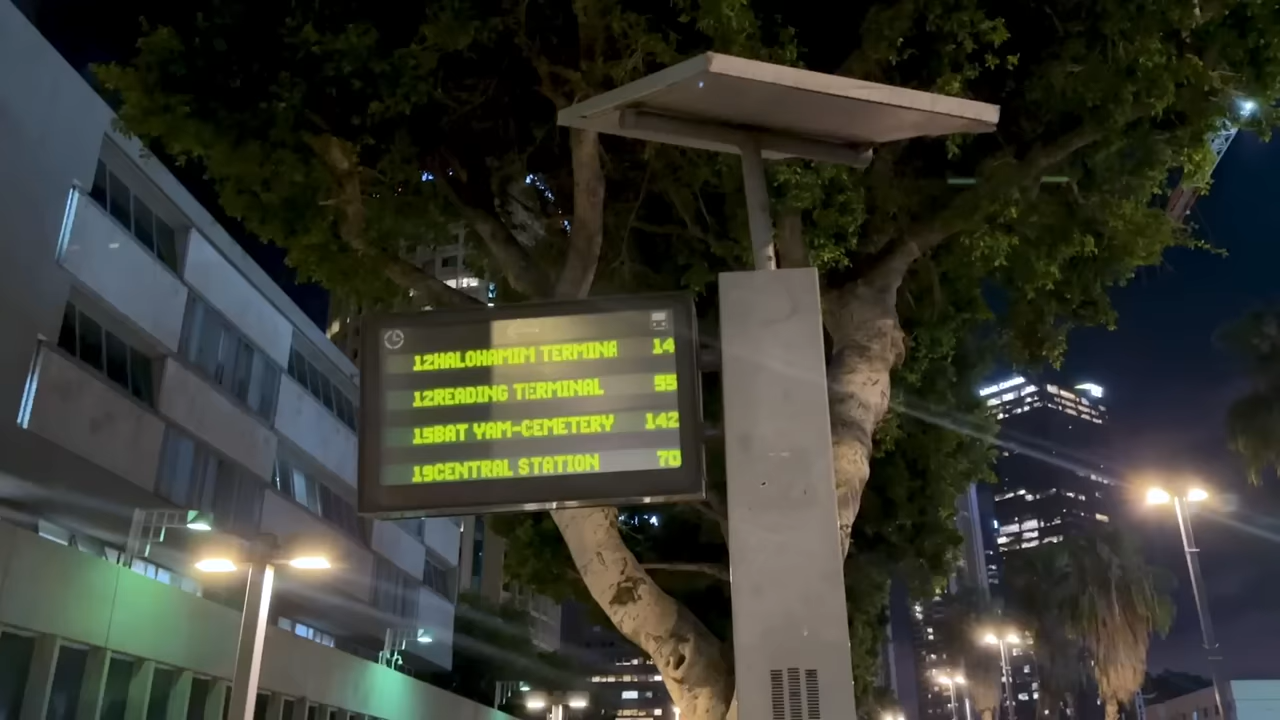 12HALOHAMIM TERMINA 14
12READING TERMINAL 55
15BAT YAM-CEMETERY 142
19CENTRAL STATION 70